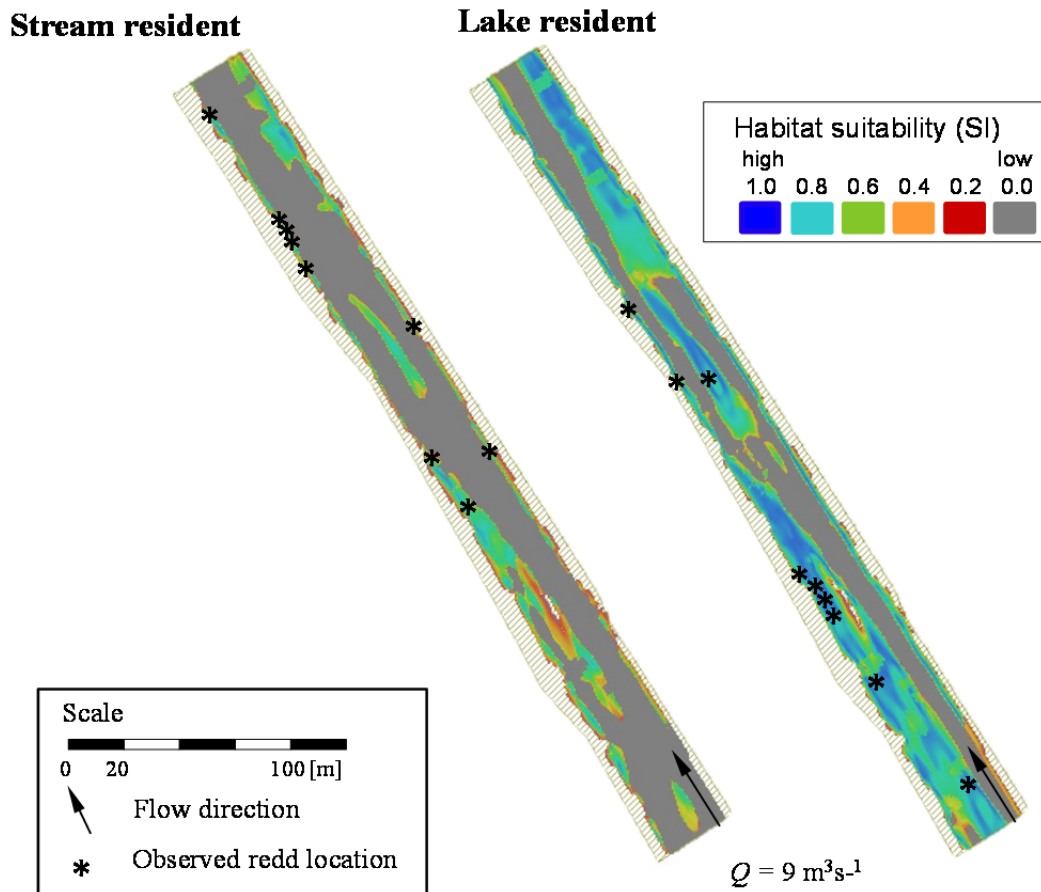 Stream resident
Lake resident
Habitat suitability (SI)
high low
1.0 0.8 0.6 0.4 0.2 0.0
Scale
0 20 100 [m]
Flow direction
* Observed redd location
Q = 9 m³s-¹